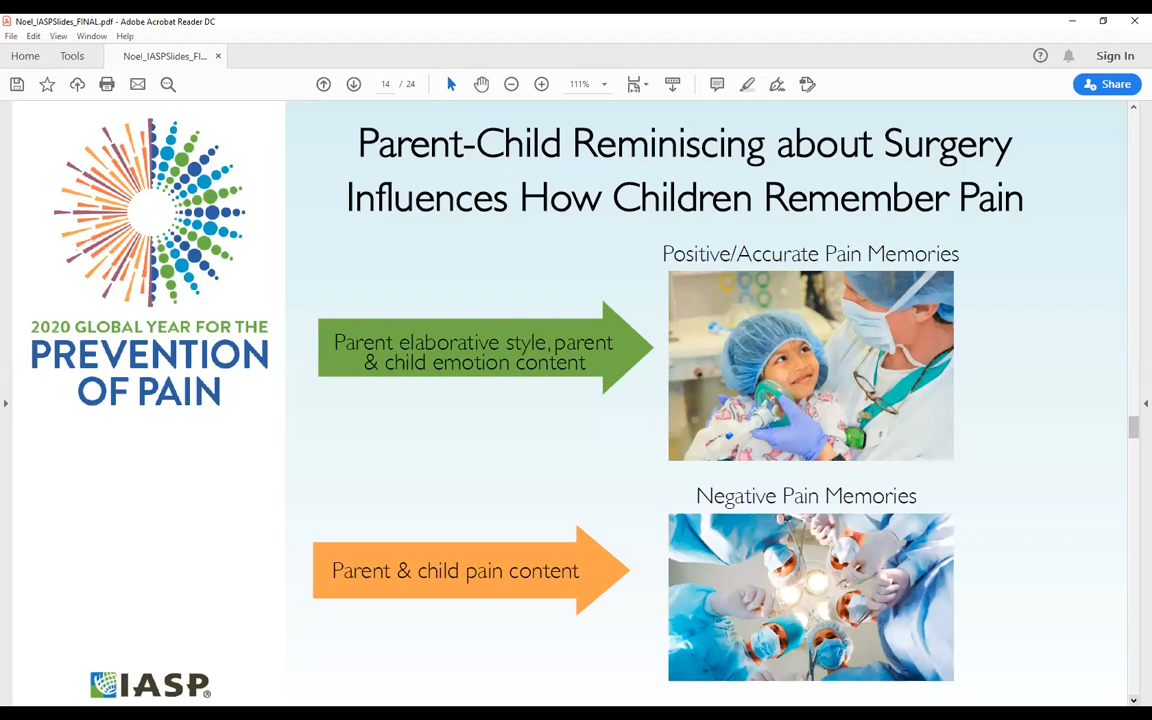 Noel_IASPSlides_FINAL.pdf - Adobe Acrobat Reader DC
File Edit View Window Help
Home Tools Noel_IASPSlides_Fl... × Sign In
14 / 24 111% Share
Parent-Child Reminiscing about Surgery
Influences How Children Remember Pain
2020 GLOBAL YEAR FOR THE
PREVENTION
OF PAIN
IASP®
Positive/Accurate Pain Memories
Parent elaborative style, parent
& child emotion content
Negative Pain Memories
Parent & child pain content